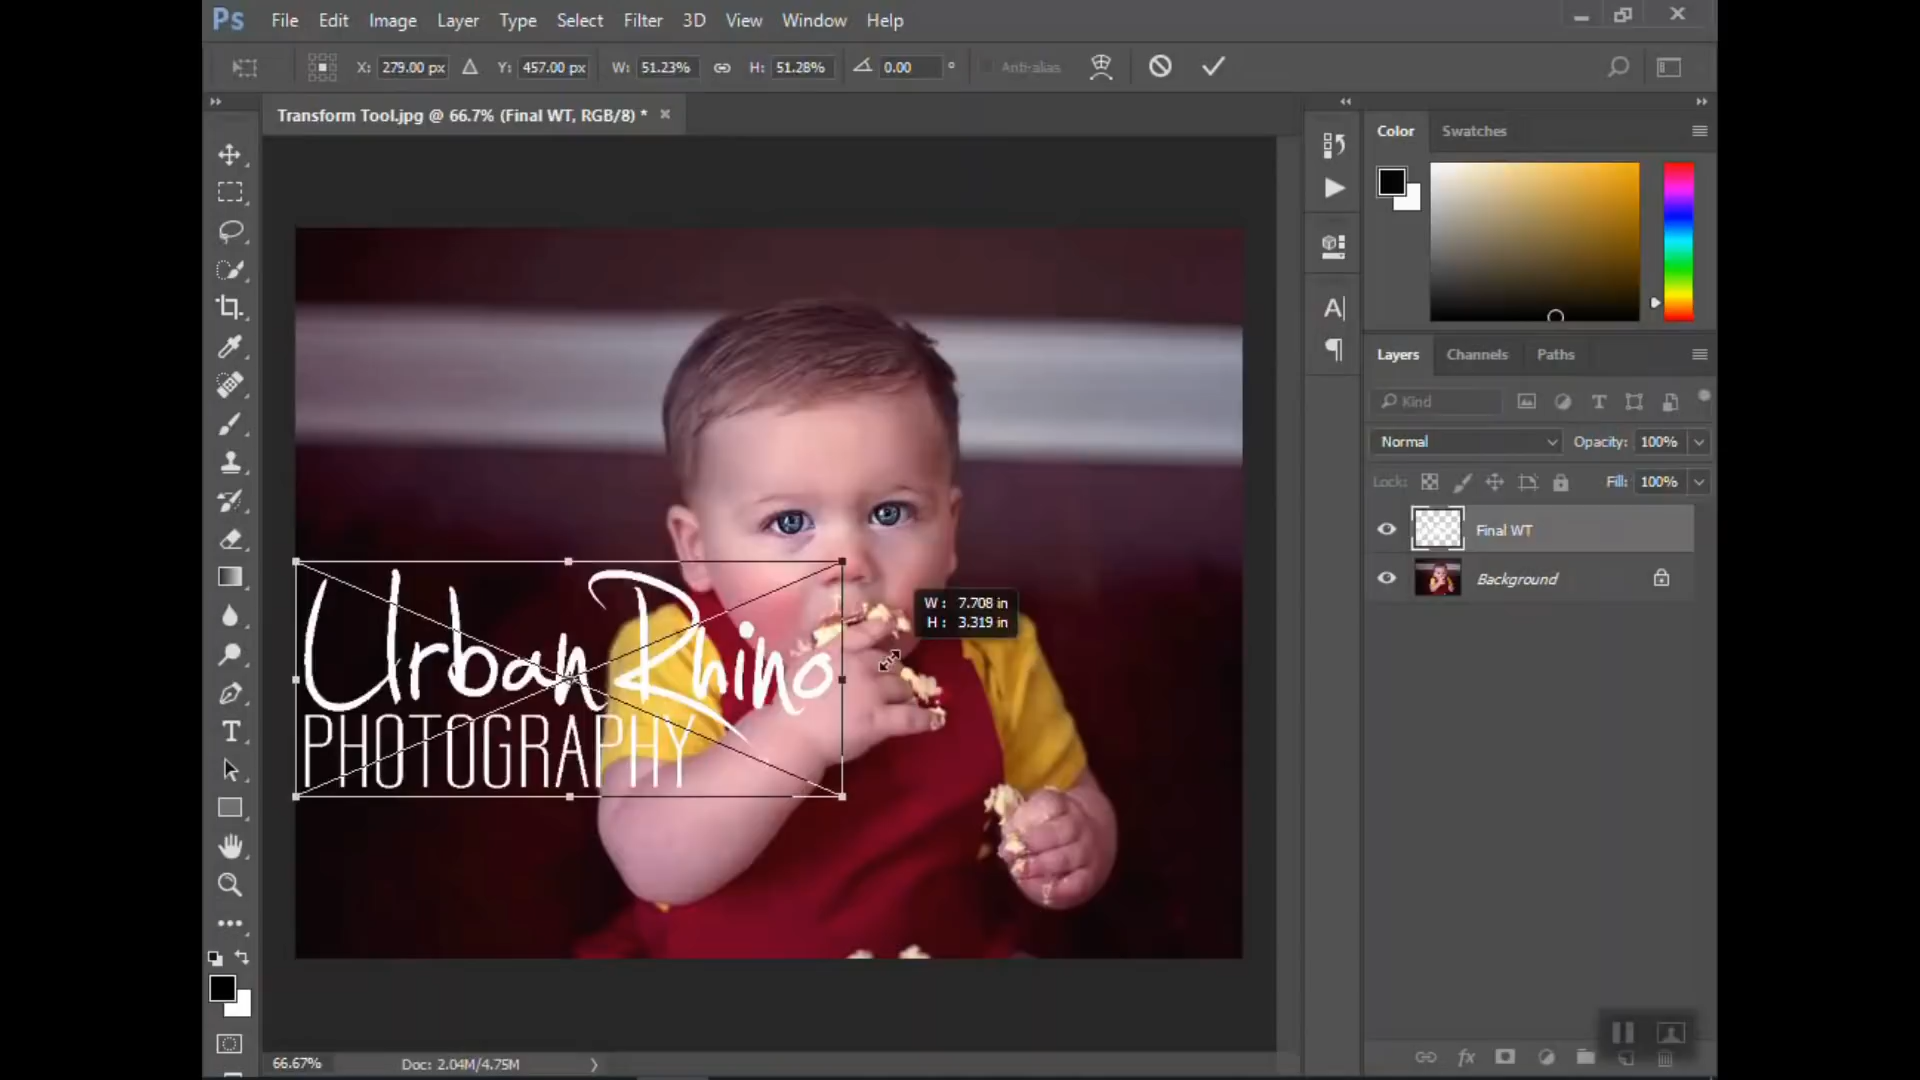 Ps File Edit Image Layer Type Select Filter 3D View Window Help
X: 279.00 px Y: 457.00 px W: 51.23% H: 51.28% 0.00 ° Anti-alias
Transform Tool.jpg @ 66.7% (Final WT, RGB/8) * ×
Color Swatches
Layers Channels Paths
Kind
Normal Opacity: 100%
Lock: Fill: 100%
Final WT
Background
W : 7.708 in
H : 3.319 in
Urban Rhino
PHOTOGRAPHY
66.67% Doc: 2.04M/4.75M